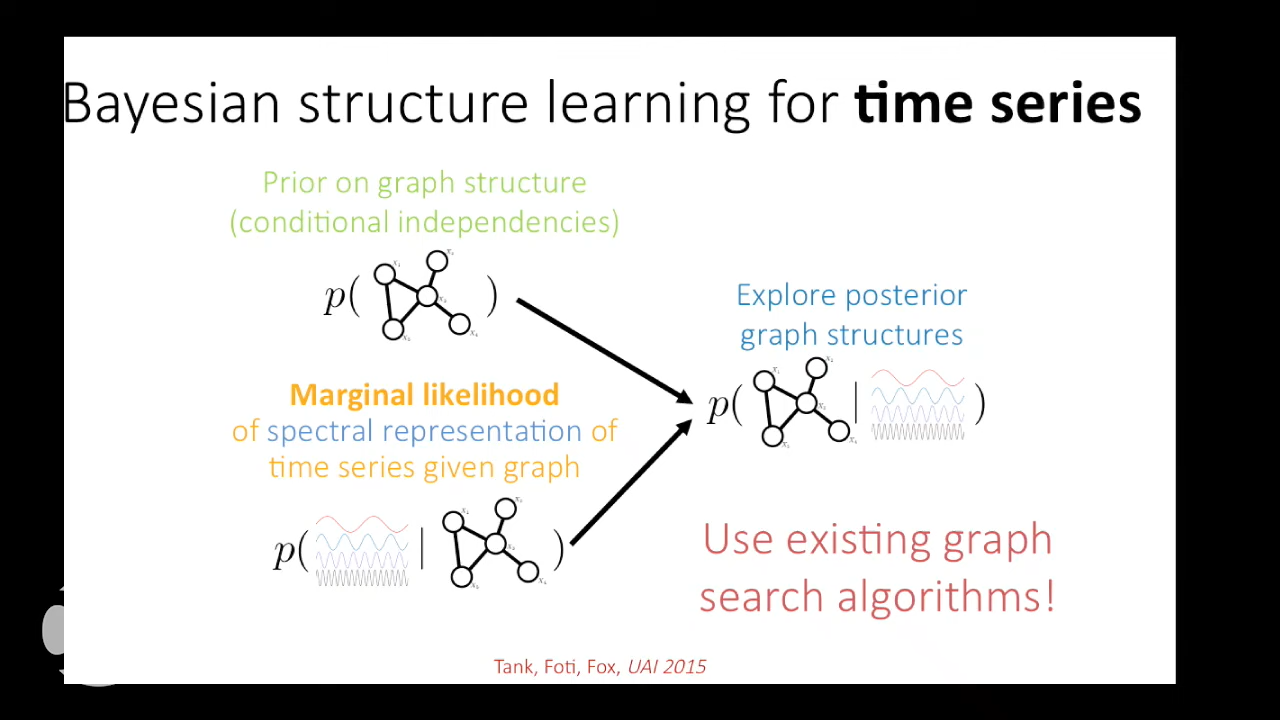 Bayesian structure learning for time series
Prior on graph structure
(conditional independencies)
p( )
Explore posterior
graph structures
p( | )
Marginal likelihood
of spectral representation of
time series given graph
p( | )
Use existing graph
search algorithms!
Tank, Foti, Fox, UAI 2015